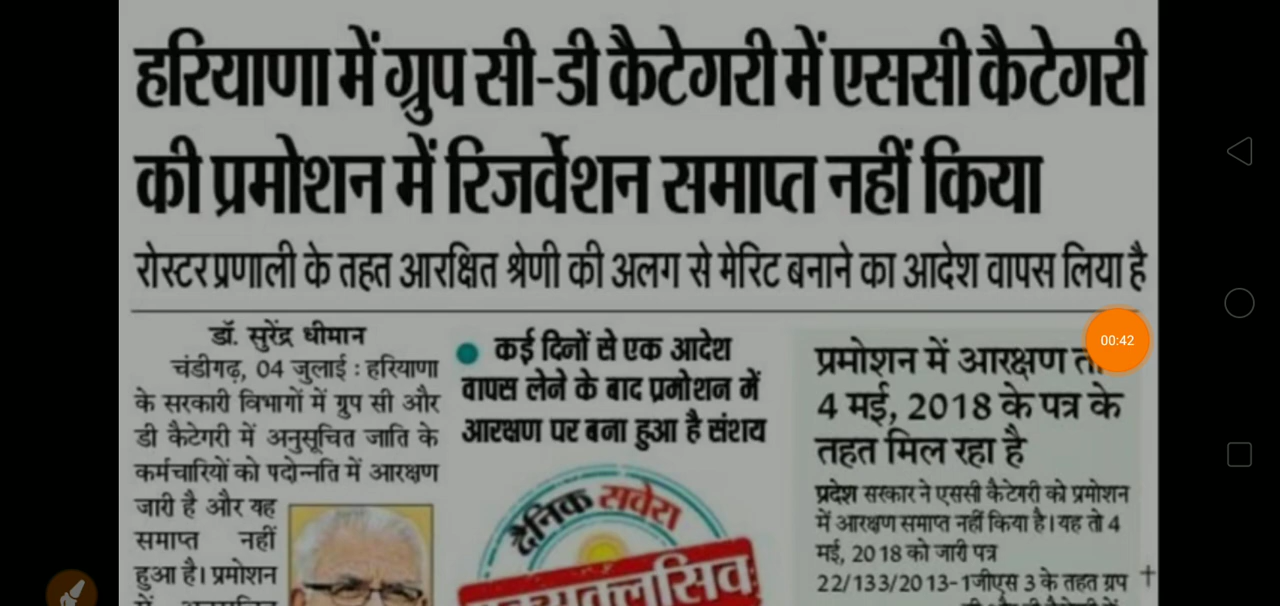 हरियाणा में ग्रुप सी-डी कैटेगरी में एससी कैटेगरी
की प्रमोशन में रिजर्वेशन समाप्त नहीं किया
रोस्टर प्रणाली के तहत आरक्षित श्रेणी की अलग से मेरिट बनाने का आदेश वापस लिया है
डॉ. सुरेंद्र धीमान
चंडीगढ़, 04 जुलाई : हरियाणा
के सरकारी विभागों में ग्रुप सी और
डी कैटेगरी में अनुसूचित जाति के
कर्मचारियों को पदोन्नति में आरक्षण
जारी है और यह
समाप्त नहीं
हुआ है। प्रमोशन
कई दिनों से एक आदेश
वापस लेने के बाद प्रमोशन में
आरक्षण पर बना हुआ है संशय
दैनिक सवेरा
प्रमोशन में आरक्षण
4 मई, 2018 के पत्र के
तहत मिल रहा है
प्रदेश सरकार ने एससी कैटेगरी को प्रमोशन
में आरक्षण समाप्त नहीं किया है। यह तो 4
मई, 2018 को जारी पत्र
22/133/2013-1जीएस 3 के तहत ग्रुप
00:42